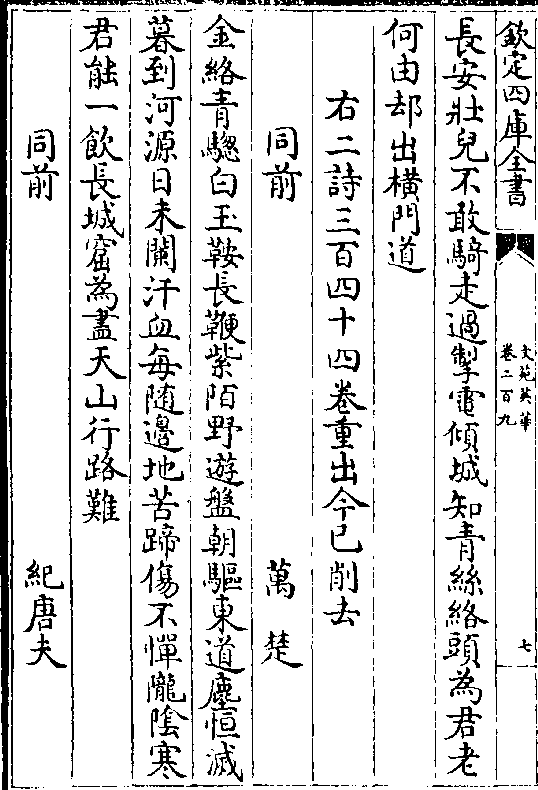 欽定四庫全書
文苑英華
卷二百九
七
長安壯兒不敢騎走過掣電傾城知青絲絡頭為君老
何由却出橫門道
右二詩三百四十四卷重出今已削去
同前 萬楚
金絡青驄白玉鞍長鞭紫陌野遊盤朝驅東道塵恒滅
暮到河源日未闌汗血每随邉地苦蹄傷不憚隴隂寒
君能一飲長城窟為盡天山行路難
同前 紀唐夫